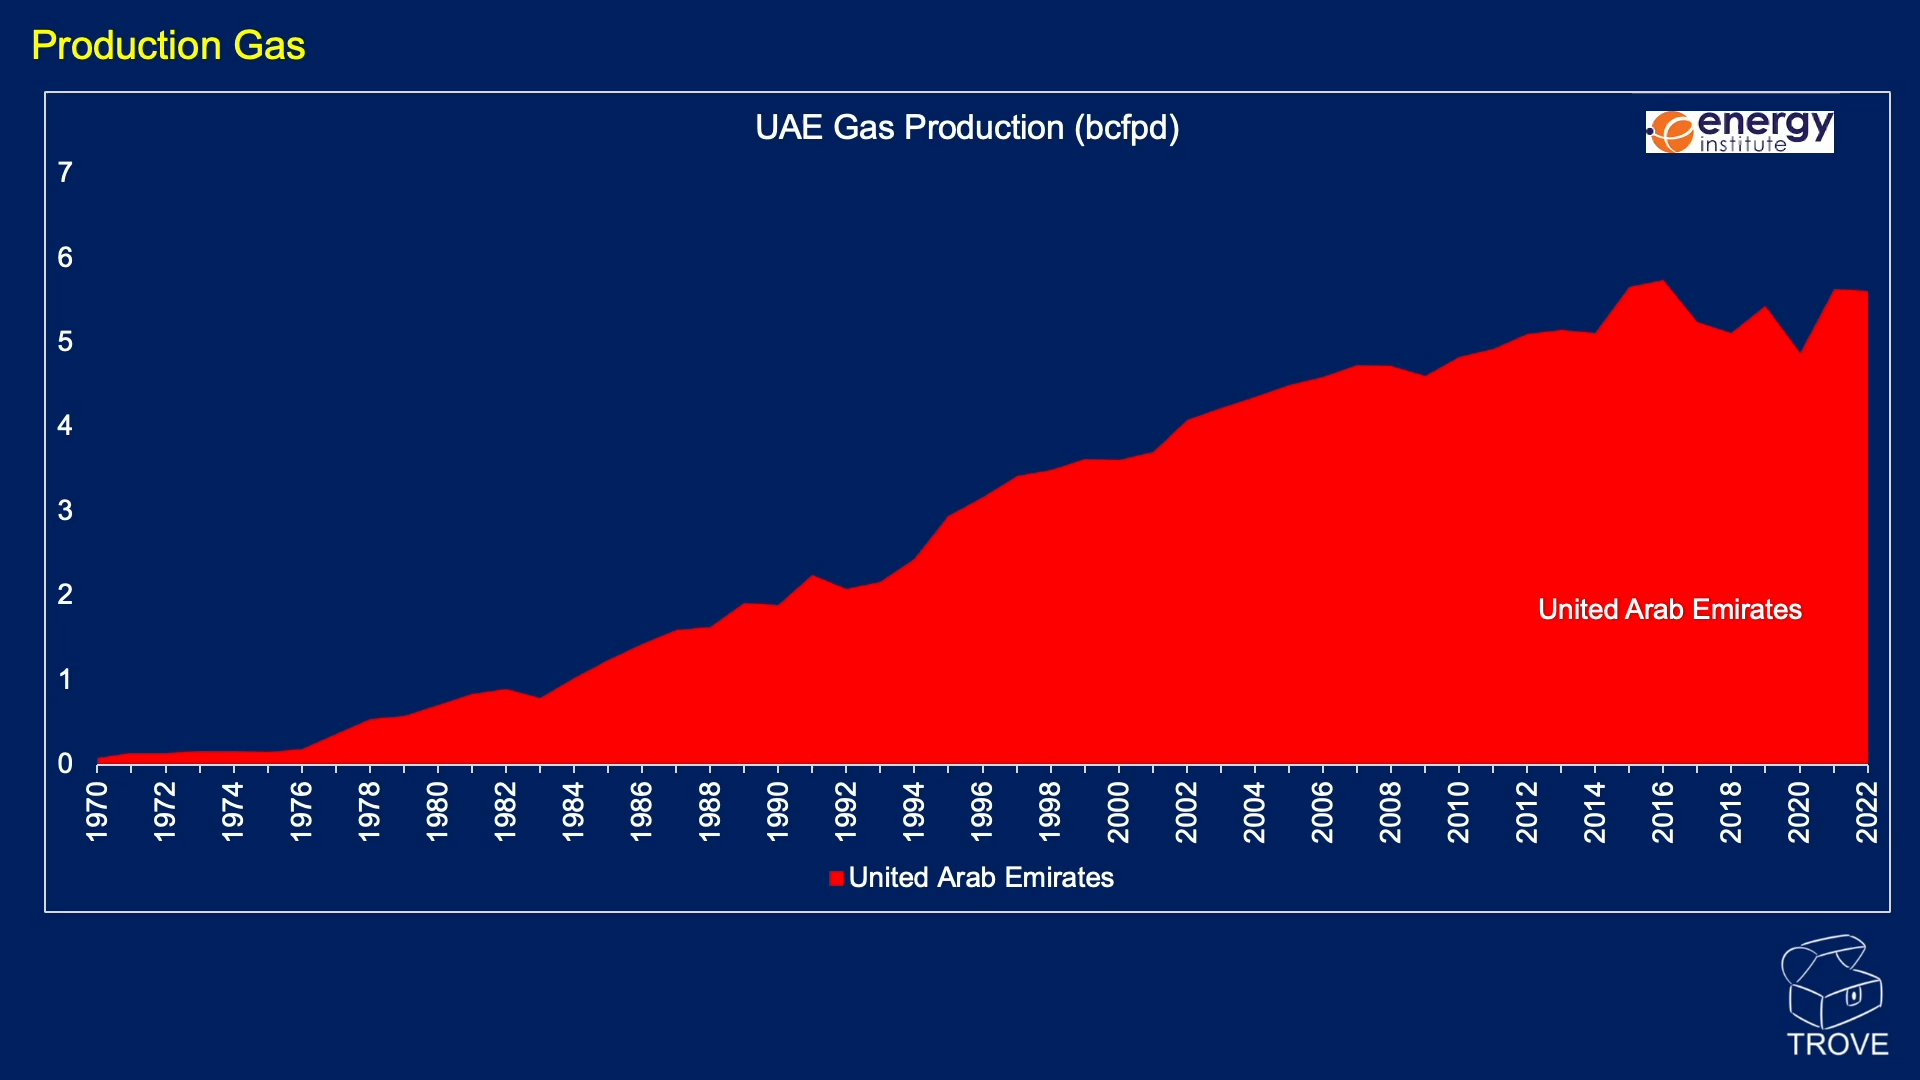 Production Gas
UAE Gas Production (bcfpd)
energy
institute
7
6
5
4
3
2
1
0
1970 1972 1974 1976 1978 1980 1982 1984 1986 1988 1990 1992 1994 1996 1998 2000 2002 2004 2006 2008 2010 2012 2014 2016 2018 2020 2022
United Arab Emirates
United Arab Emirates
TROVE